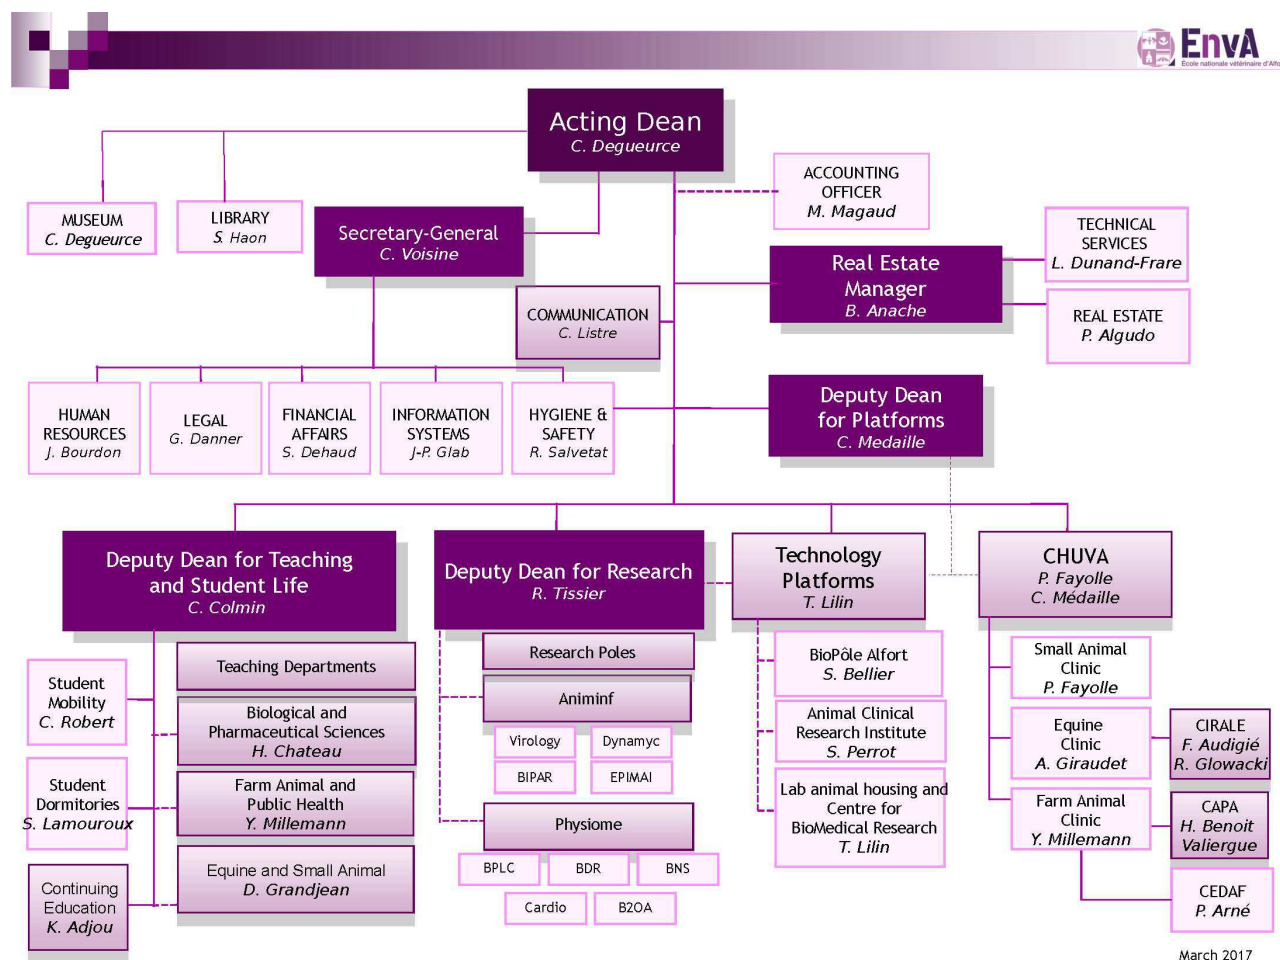 EnvA
École nationale vétérinaire d'Alfo
Acting Dean
C. Degueurce
MUSEUM
C. Degueurce
LIBRARY
S. Haon
Secretary-General
C. Voisine
ACCOUNTING
OFFICER
M. Magaud
Real Estate
Manager
B. Anache
TECHNICAL
SERVICES
L. Dunand-Frare
REAL ESTATE
P. Algudo
COMMUNICATION
C. Listre
HUMAN
RESOURCES
J. Bourdon
LEGAL
G. Danner
FINANCIAL
AFFAIRS
S. Dehaud
INFORMATION
SYSTEMS
J-P. Glab
HYGIENE &
SAFETY
R. Salvetat
Deputy Dean
for Platforms
C. Medaille
Deputy Dean for Teaching
and Student Life
C. Colmin
Deputy Dean for Research
R. Tissier
Technology
Platforms
T. Lilin
CHUVA
P. Fayolle
C. Médaille
Student
Mobility
C. Robert
Student
Dormitories
S. Lamouroux
Continuing
Education
K. Adjou
Teaching Departments
Biological and
Pharmaceutical Sciences
H. Chateau
Farm Animal and
Public Health
Y. Millemann
Equine and Small Animal
D. Grandjean
Research Poles
Animinf
Virology
Dynamyc
BIPAR
EPIMAI
Physiome
BPLC
BDR
BNS
Cardio
B2OA
BioPôle Alfort
S. Bellier
Animal Clinical
Research Institute
S. Perrot
Lab animal housing and
Centre for
BioMedical Research
T. Lilin
Small Animal
Clinic
P. Fayolle
Equine
Clinic
A. Giraudet
Farm Animal
Clinic
Y. Millemann
CIRALE
F. Audigié
R. Glowacki
CAPA
H. Benoit
Valiergue
CEDAF
P. Arné
March 2017